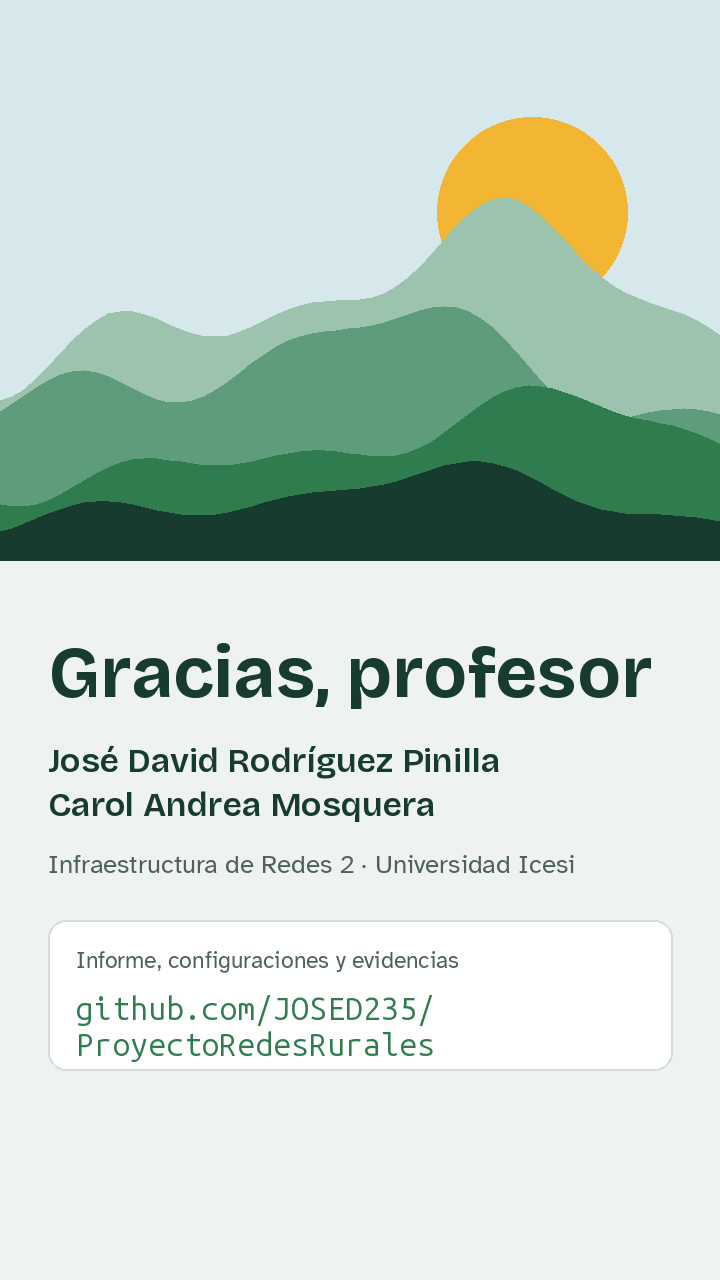 Gracias, profesor
José David Rodríguez Pinilla
Carol Andrea Mosquera
Infraestructura de Redes 2 · Universidad Icesi
Informe, configuraciones y evidencias
github.com/JOSED235/
ProyectoRedesRurales